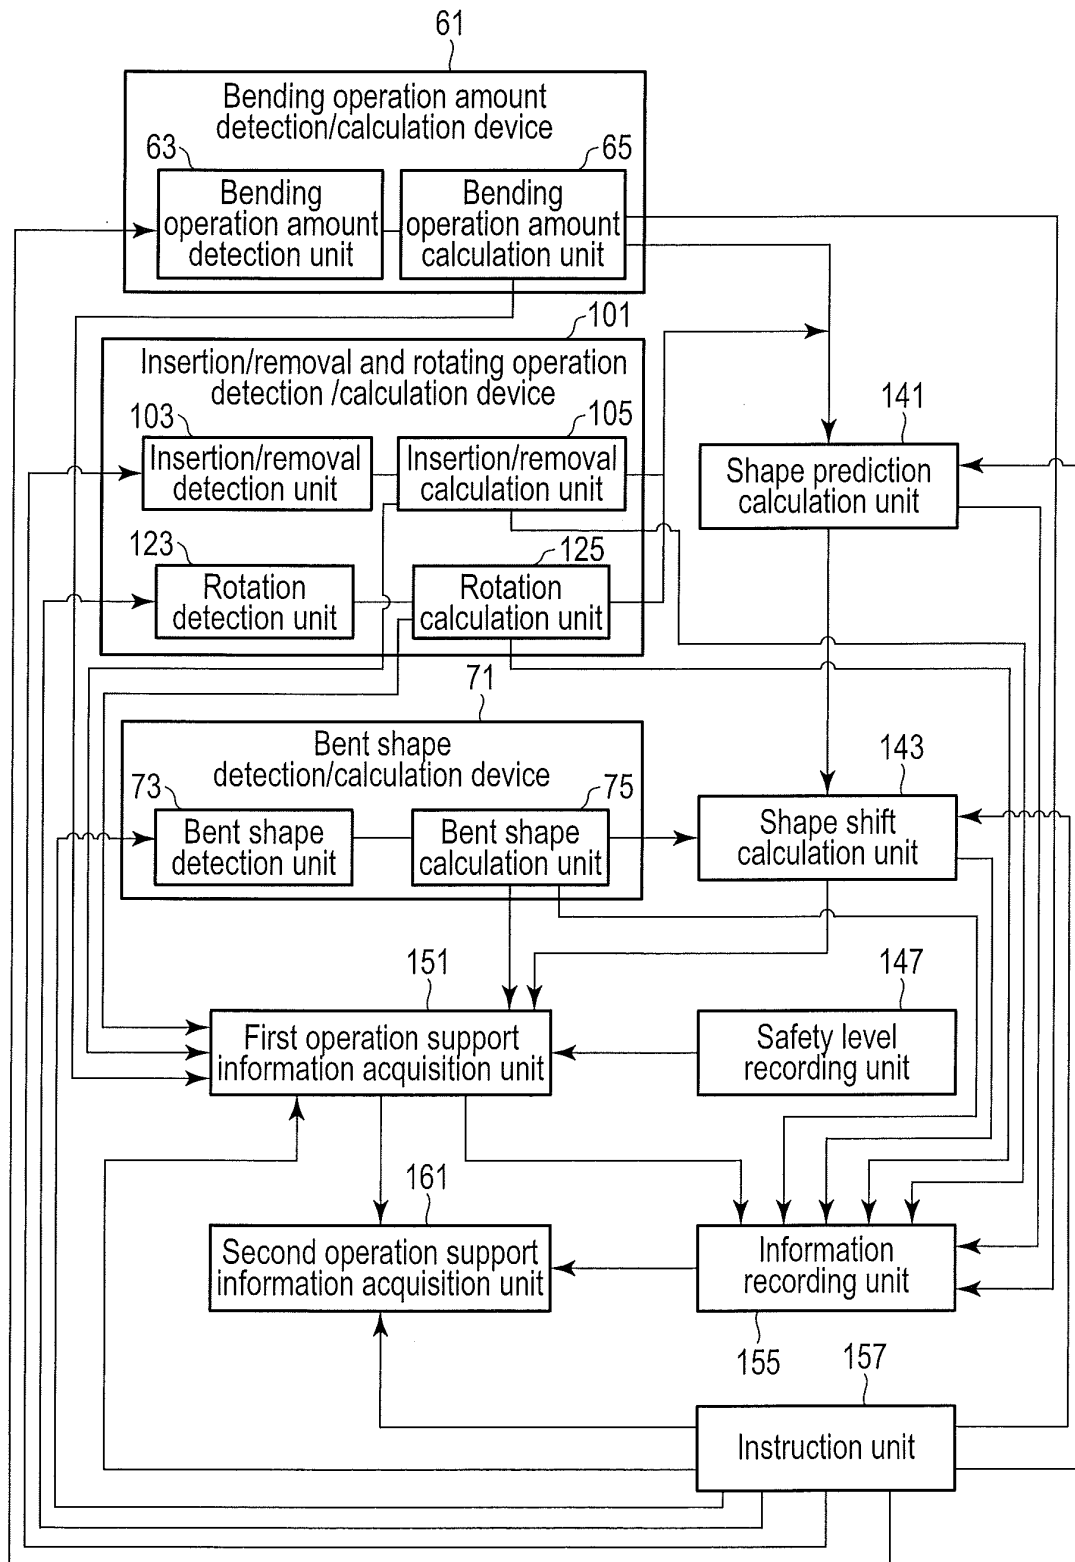 61
Bending operation amount
detection/calculation device
63
65
Bending
operation amount
detection unit
Bending
operation amount
calculation unit
101
Insertion/removal and rotating operation
detection /calculation device
103
105
Insertion/removal
detection unit
Insertion/removal
calculation unit
141
Shape prediction
calculation unit
123
125
Rotation
detection unit
Rotation
calculation unit
71
Bent shape
detection/calculation device
73
75
Bent shape
detection unit
Bent shape
calculation unit
143
Shape shift
calculation unit
151
First operation support
information acquisition unit
147
Safety level
recording unit
161
Second operation support
information acquisition unit
Information
recording unit
155
157
Instruction unit